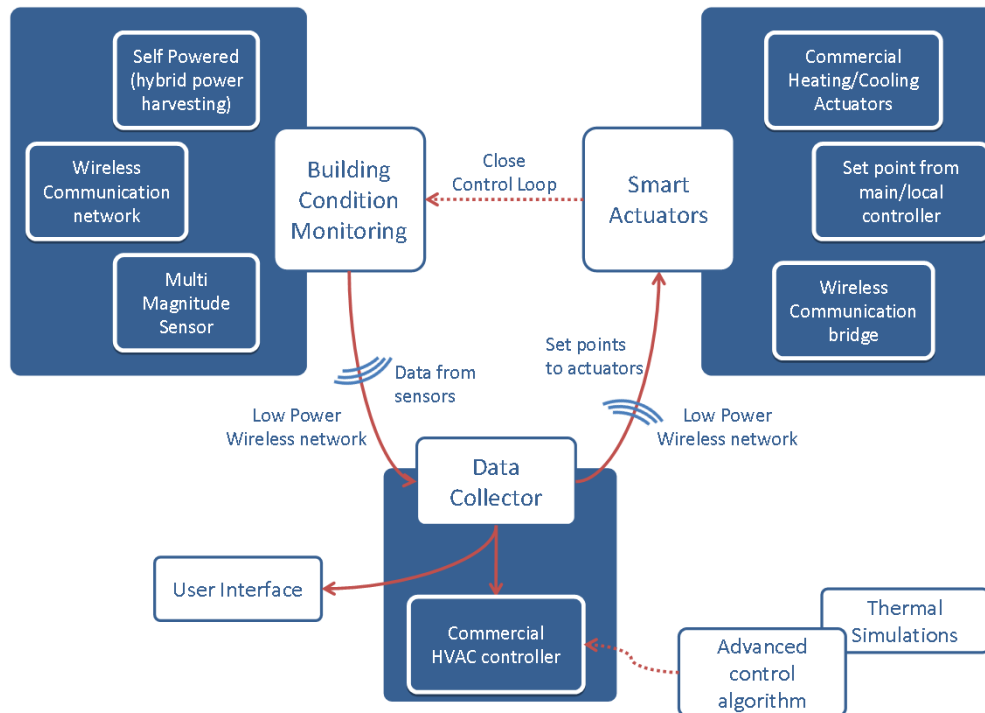 Self Powered
(hybrid power
harvesting)
Wireless
Communication
network
Multi
Magnitude
Sensor
Building
Condition
Monitoring
Close
Control Loop
Smart
Actuators
Commercial
Heating/Cooling
Actuators
Set point from
main/local
controller
Wireless
Communication
bridge
Data from
sensors
Low Power
Wireless network
Set points
to actuators
Low Power
Wireless network
Data
Collector
User Interface
Commercial
HVAC controller
Thermal
Simulations
Advanced
control
algorithm